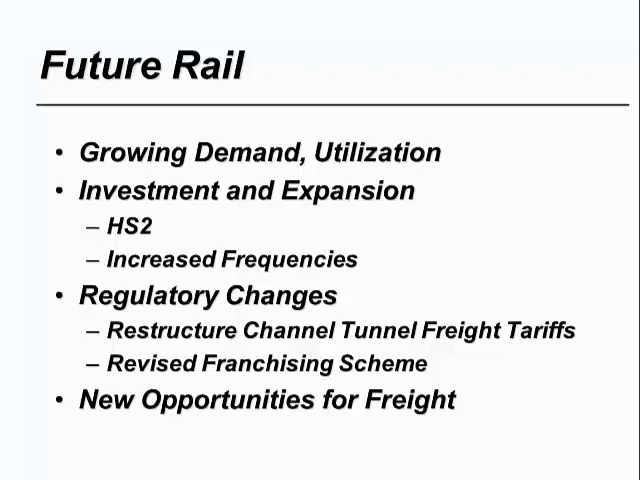 Future Rail
• Growing Demand, Utilization
• Investment and Expansion
– HS2
– Increased Frequencies
• Regulatory Changes
– Restructure Channel Tunnel Freight Tariffs
– Revised Franchising Scheme
• New Opportunities for Freight